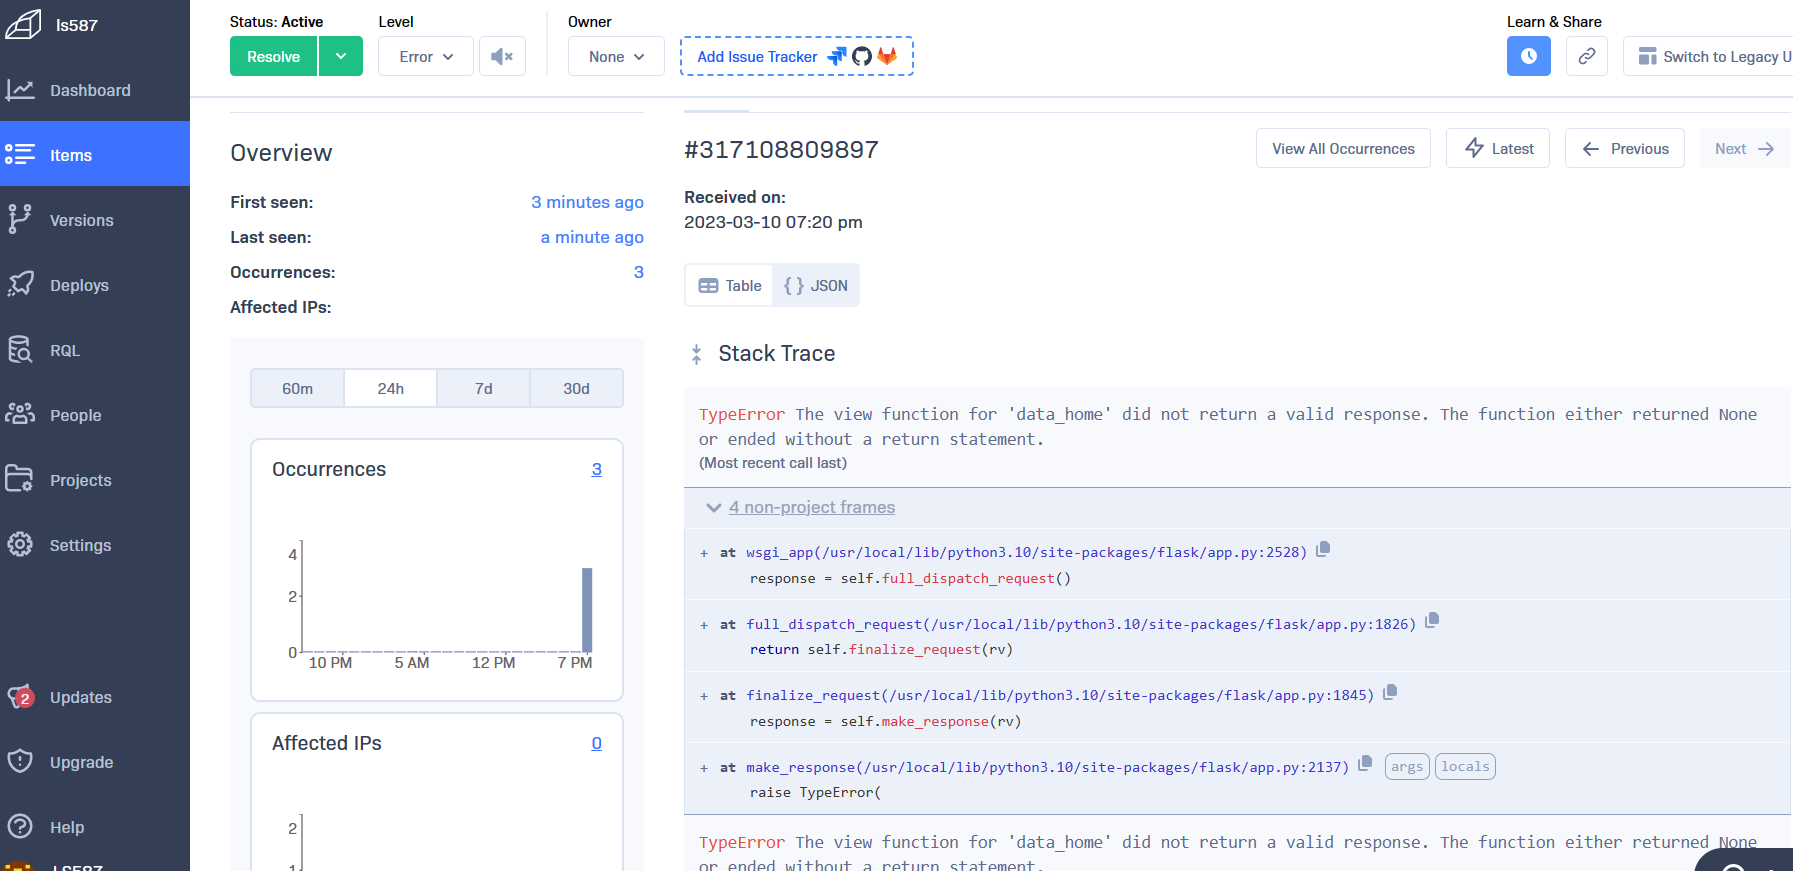 ls587
Dashboard
Items
Versions
Deploys
RQL
People
Projects
Settings
2
Updates
Upgrade
Help
LS587
Status: Active
Level
Owner
Learn & Share
Resolve
Error
None
Add Issue Tracker
Switch to Legacy U
Overview
First seen: 3 minutes ago
Last seen: a minute ago
Occurrences: 3
Affected IPs:
60m 24h 7d 30d
Occurrences 3
4
2
0
10 PM 5 AM 12 PM 7 PM
Affected IPs 0
2
1
#317108809897
View All Occurrences
Latest
Previous
Next
Received on:
2023-03-10 07:20 pm
Table
{ } JSON
Stack Trace
TypeError The view function for 'data_home' did not return a valid response. The function either returned None
or ended without a return statement.
(Most recent call last)
4 non-project frames
+ at wsgi_app(/usr/local/lib/python3.10/site-packages/flask/app.py:2528)
response = self.full_dispatch_request()
+ at full_dispatch_request(/usr/local/lib/python3.10/site-packages/flask/app.py:1826)
return self.finalize_request(rv)
+ at finalize_request(/usr/local/lib/python3.10/site-packages/flask/app.py:1845)
response = self.make_response(rv)
+ at make_response(/usr/local/lib/python3.10/site-packages/flask/app.py:2137) args locals
raise TypeError(
TypeError The view function for 'data_home' did not return a valid response. The function either returned None
or ended without a return statement.